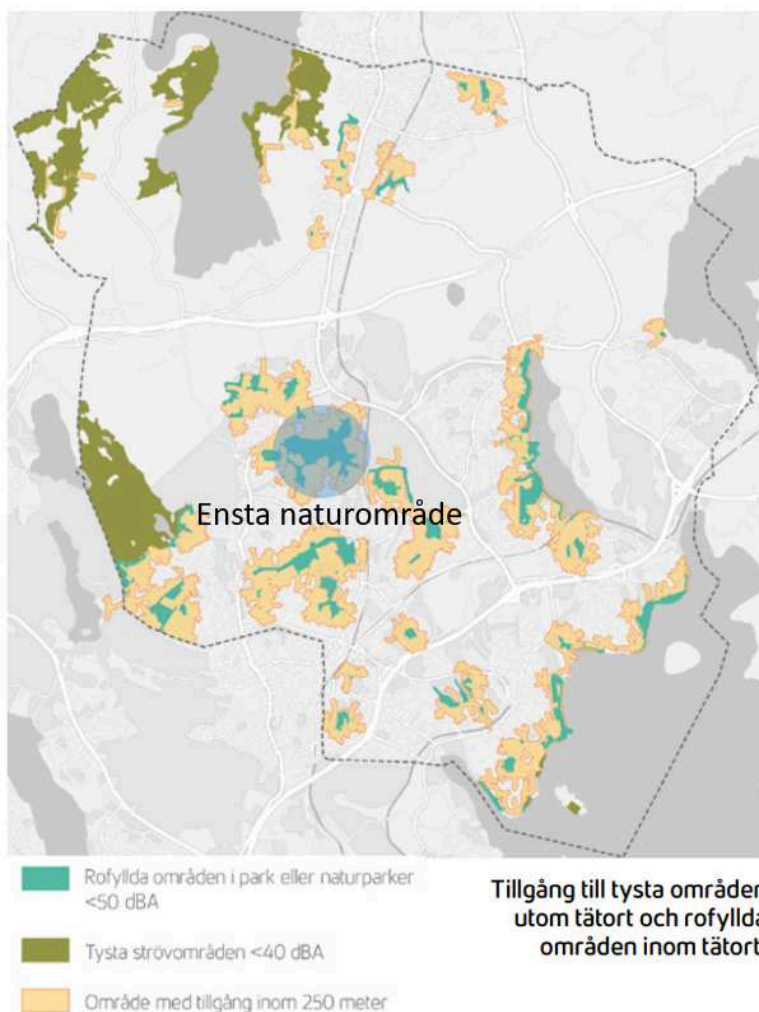 Ensta naturområde
Rofyllda områden i park eller naturparker
<50 dBA
Tysta strövområden <40 dBA
Område med tillgång inom 250 meter
Tillgång till tysta områden
utom tätort och rofyllda
områden inom tätort